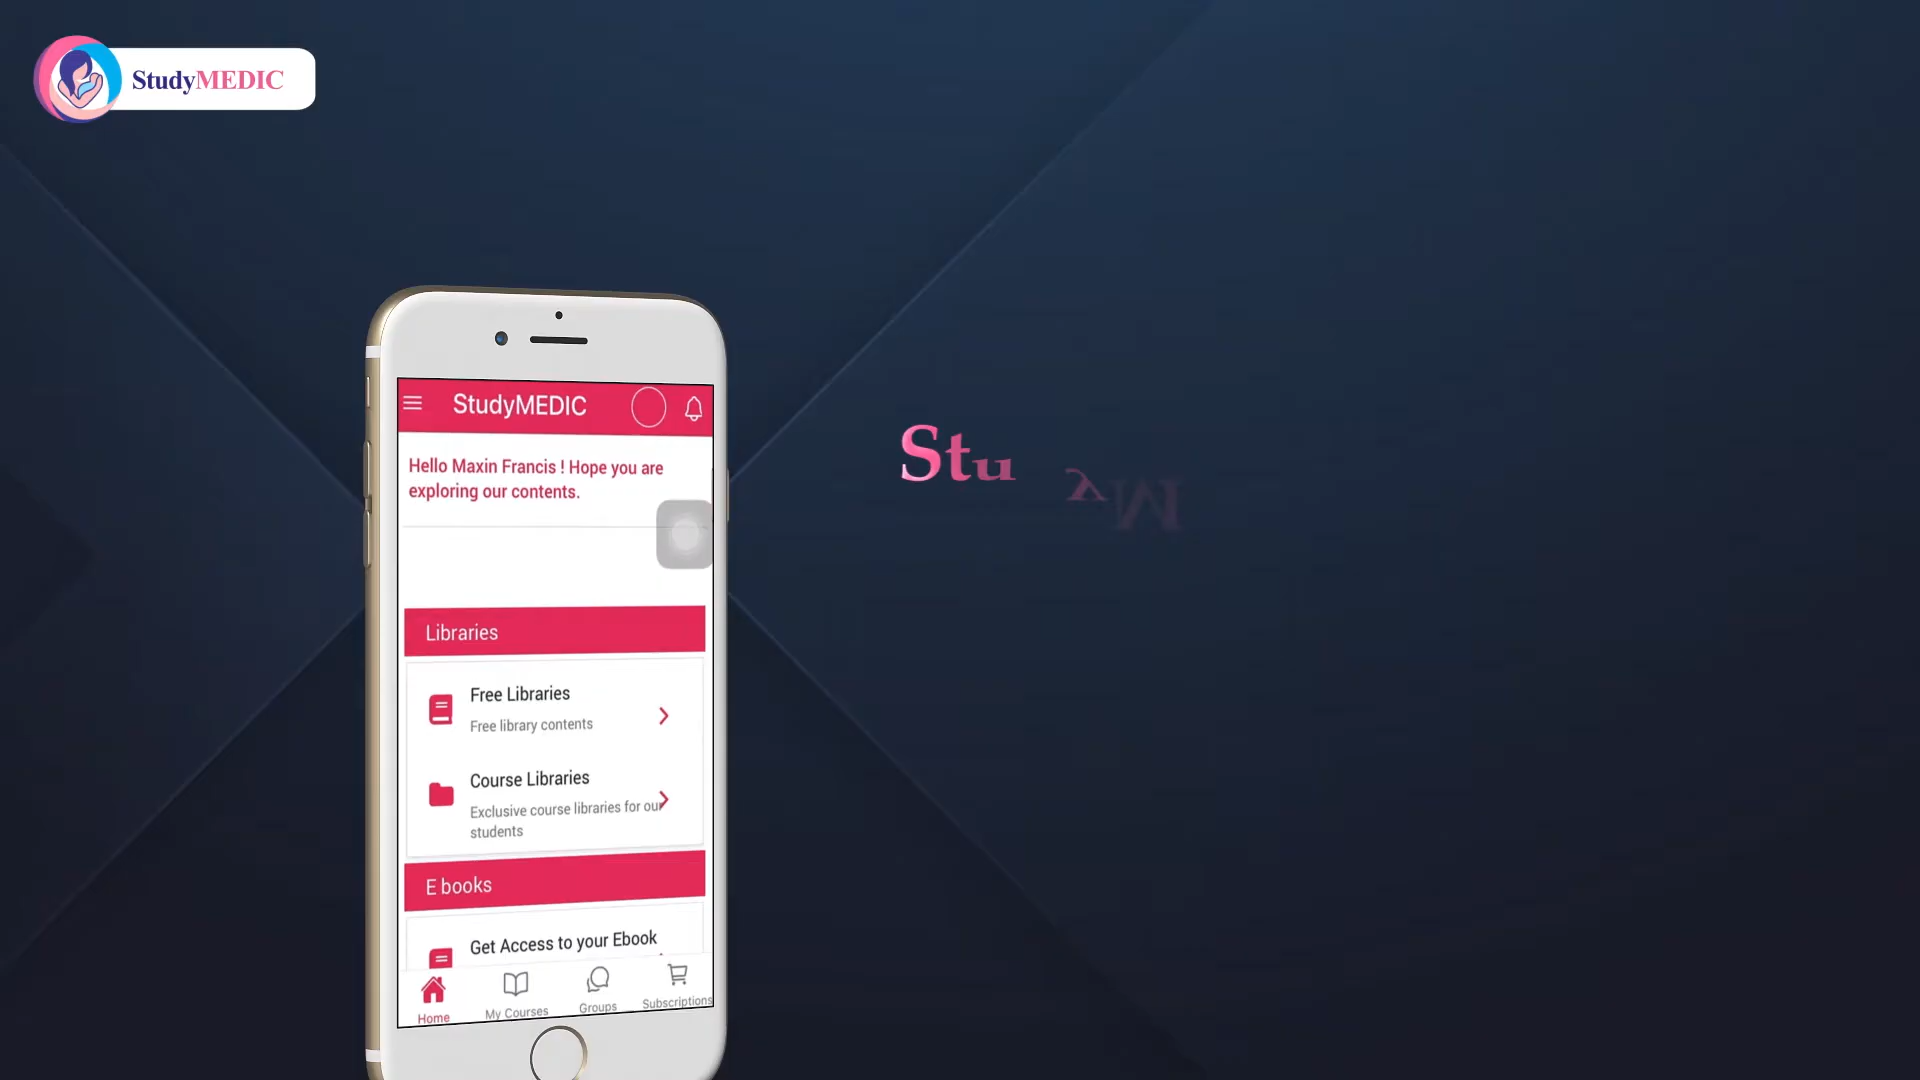 StudyMEDIC
StudyMEDIC
Hello Maxin Francis ! Hope you are
exploring our contents.
Stu
Libraries
Free Libraries
Free library contents
Course Libraries
Exclusive course libraries for our
students
E books
Get Access to your Ebook
Home
My Courses
Groups
Subscriptions